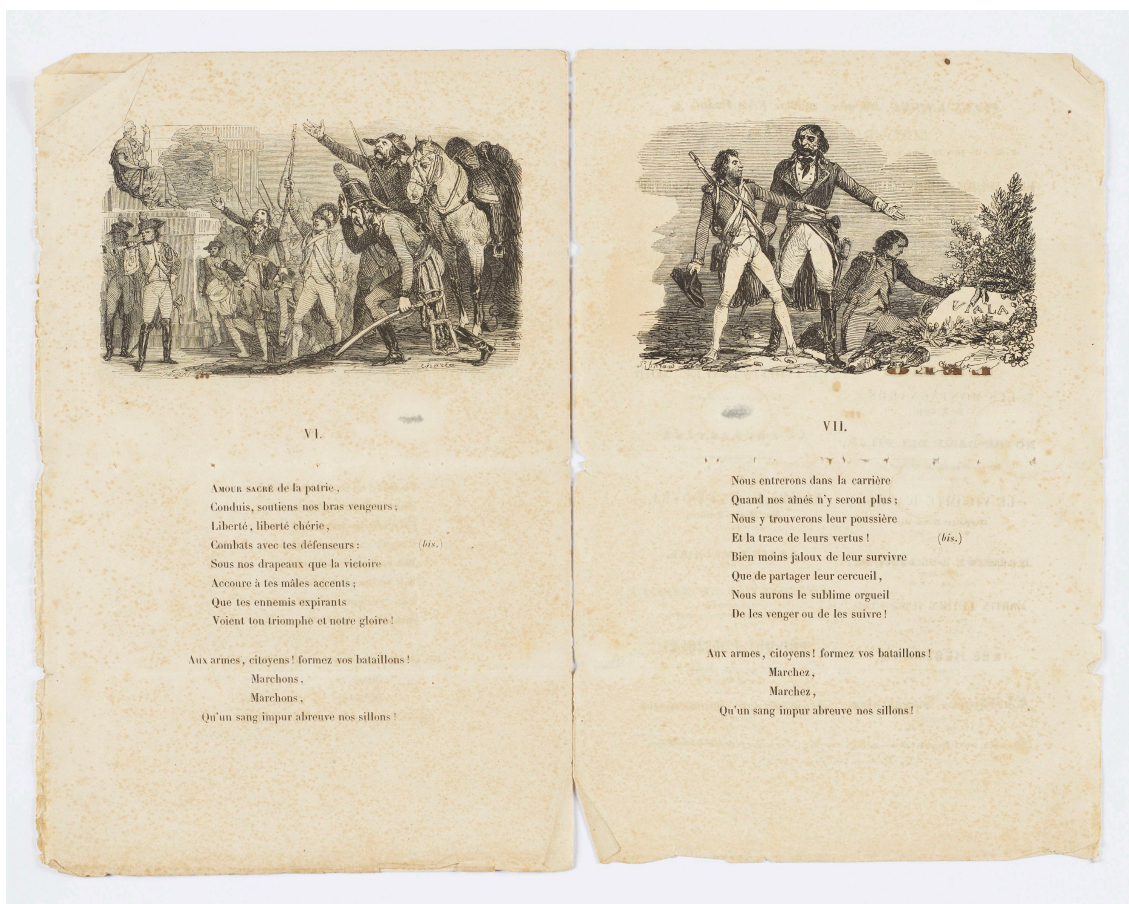 Charlet
VI.
AMOUR SACRÉ de la patrie,
Conduis, soutiens nos bras vengeurs;
Liberté, liberté chérie,
Combats avec tes défenseurs: (bis.)
Sous nos drapeaux que la victoire
Accoure à tes mâles accents;
Que tes ennemis expirants
Voient ton triomphe et notre gloire!
Aux armes, citoyens! formez vos bataillons!
Marchons,
Marchons,
Qu'un sang impur abreuve nos sillons!
VIALA
Charlet
VII.
Nous entrerons dans la carrière
Quand nos aînés n'y seront plus;
Nous y trouverons leur poussière
Et la trace de leurs vertus! (bis.)
Bien moins jaloux de leur survivre
Que de partager leur cercueil,
Nous aurons le sublime orgueil
De les venger ou de les suivre!
Aux armes, citoyens! formez vos bataillons!
Marchez,
Marchez,
Qu'un sang impur abreuve nos sillons!